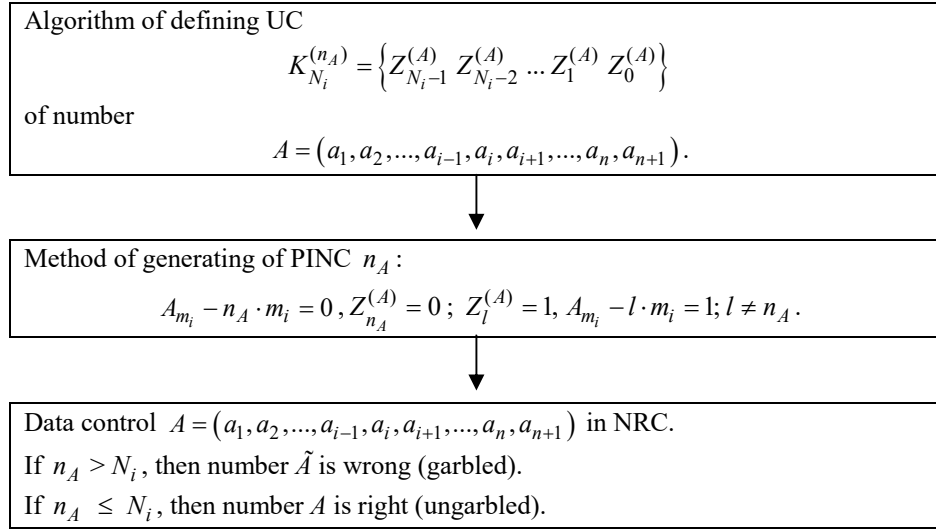 Algorithm of defining UC
K_{N_i}^{(n_A)} = {Z_{N_i-1}^{(A)} Z_{N_i-2}^{(A)} ... Z_1^{(A)} Z_0^{(A)}}
of number
A = (a_1, a_2, ..., a_{i-1}, a_i, a_{i+1}, ..., a_n, a_{n+1}).
Method of generating of PINC n_A:
A_{m_i} − n_A · m_i = 0, Z_{n_A}^{(A)} = 0; Z_l^{(A)} = 1, A_{m_i} − l · m_i = 1; l ≠ n_A.
Data control A = (a_1, a_2, ..., a_{i-1}, a_i, a_{i+1}, ..., a_n, a_{n+1}) in NRC.
If n_A > N_i, then number Ã is wrong (garbled).
If n_A ≤ N_i, then number A is right (ungarbled).